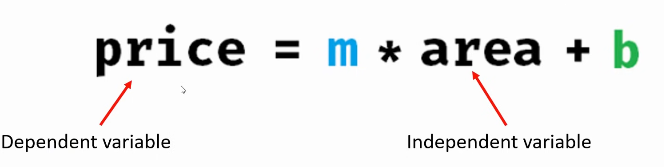 price = m * area + b
Dependent variable
Independent variable